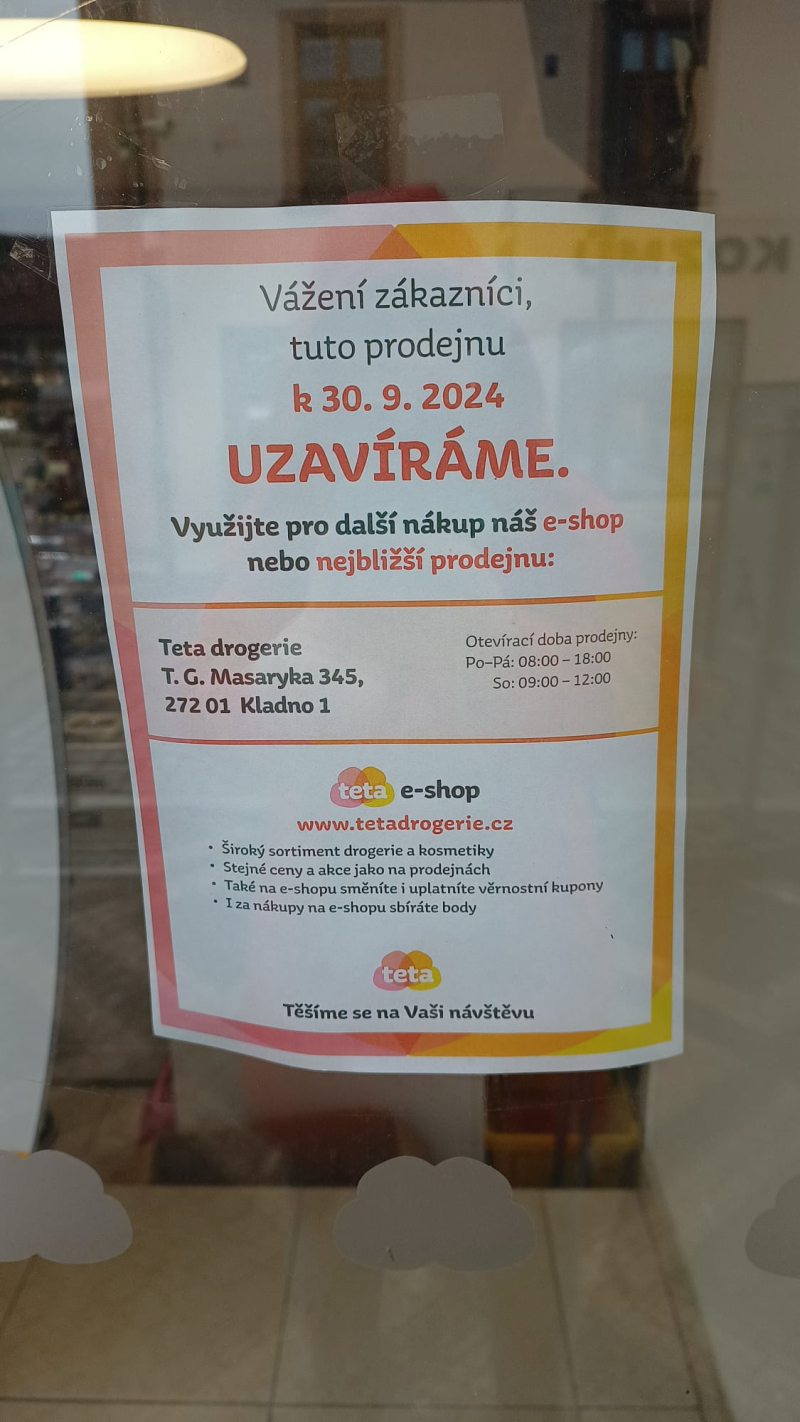 Vážení zákazníci,
tuto prodejnu
k 30. 9. 2024
UZAVÍRÁME.
Využijte pro další nákup náš e-shop
nebo nejbližší prodejnu:
Teta drogerie
T. G. Masaryka 345,
272 01 Kladno 1
Otevírací doba prodejny:
Po–Pá: 08:00 – 18:00
So: 09:00 – 12:00
teta e-shop
www.tetadrogerie.cz
• Široký sortiment drogerie a kosmetiky
• Stejné ceny a akce jako na prodejnách
• Také na e-shopu směníte i uplatníte věrnostní kupony
• I za nákupy na e-shopu sbíráte body
teta
Těšíme se na Vaši návštěvu